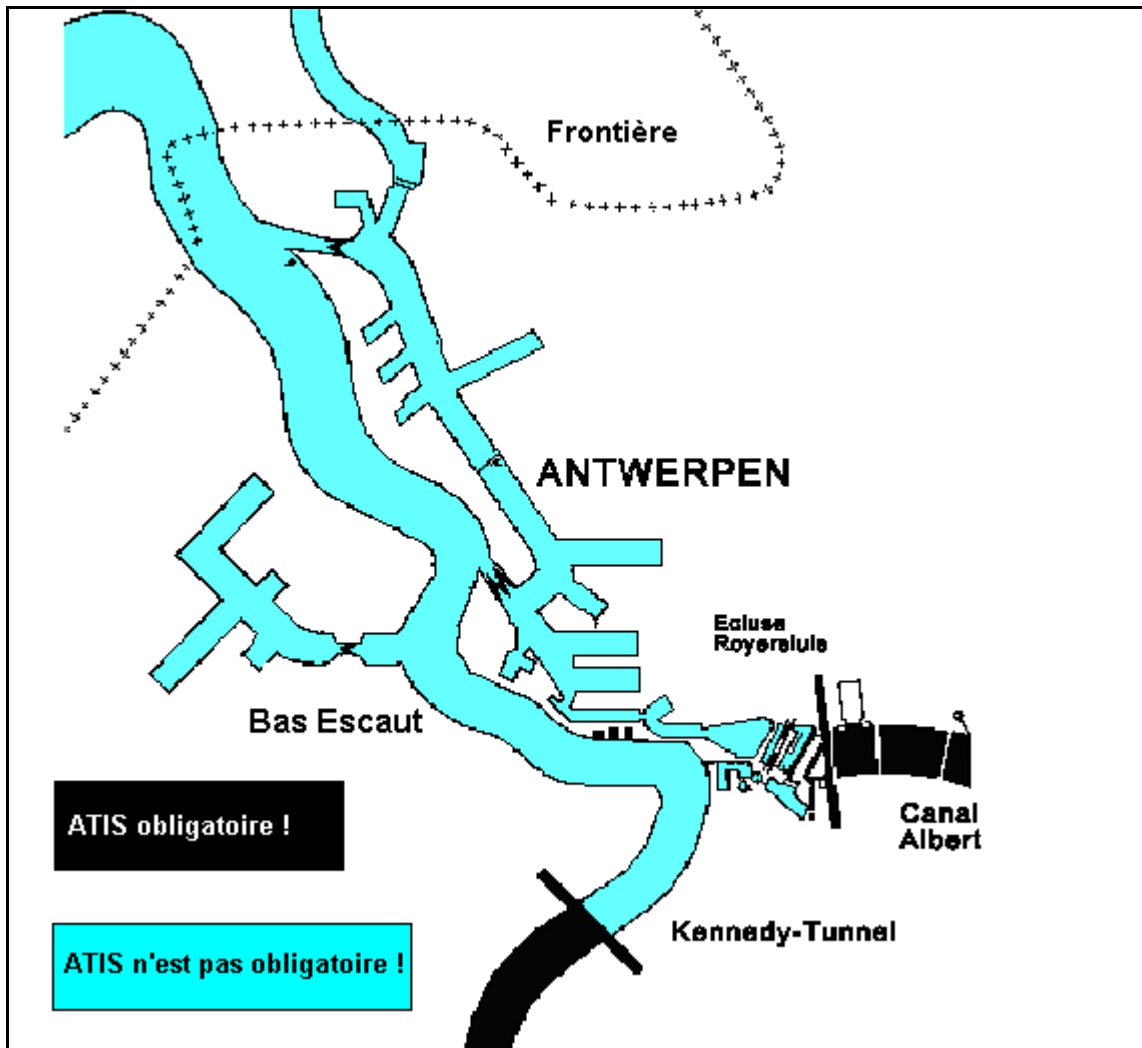 Frontière
ANTWERPEN
Ecluse
Royersluis
Bas Escaut
ATIS obligatoire !
Canal
Albert
Kennedy-Tunnel
ATIS n'est pas obligatoire !